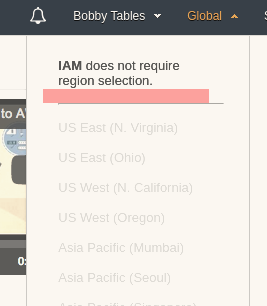 Bobby Tables
Global
S
IAM does not require
region selection.
to A
US East (N. Virginia)
US East (Ohio)
US West (N. California)
US West (Oregon)
0:
Asia Pacific (Mumbai)
Asia Pacific (Seoul)
Asia Pacific (Singapore)